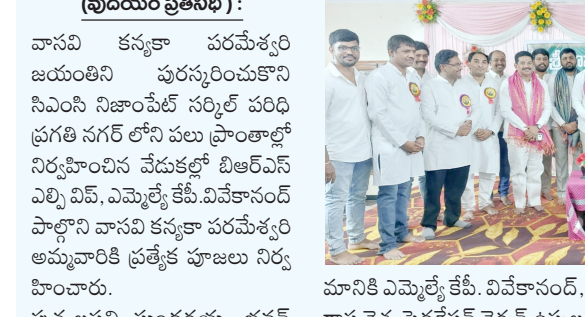 (హృదయం ప్రతినిధి) :
వాసవి కన్యకా పరమేశ్వరి
జయంతిని పురస్కరించుకొని
సిఎంసి నిజాంపేట్ సర్కిల్ పరిధి
ప్రగతి నగర్ లోని పలు ప్రాంతాల్లో
నిర్వహించిన వేడుకల్లో బిఆర్ఎస్
ఎల్పి విప్, ఎమ్మెల్యే కేపీ.వివేకానంద్
పాల్గొని వాసవి కన్యకా పరమేశ్వరి
అమ్మవారికి ప్రత్యేక పూజలు నిర్వ
హించారు.
మానికి ఎమ్మెల్యే కేపీ. వివేకానంద్,